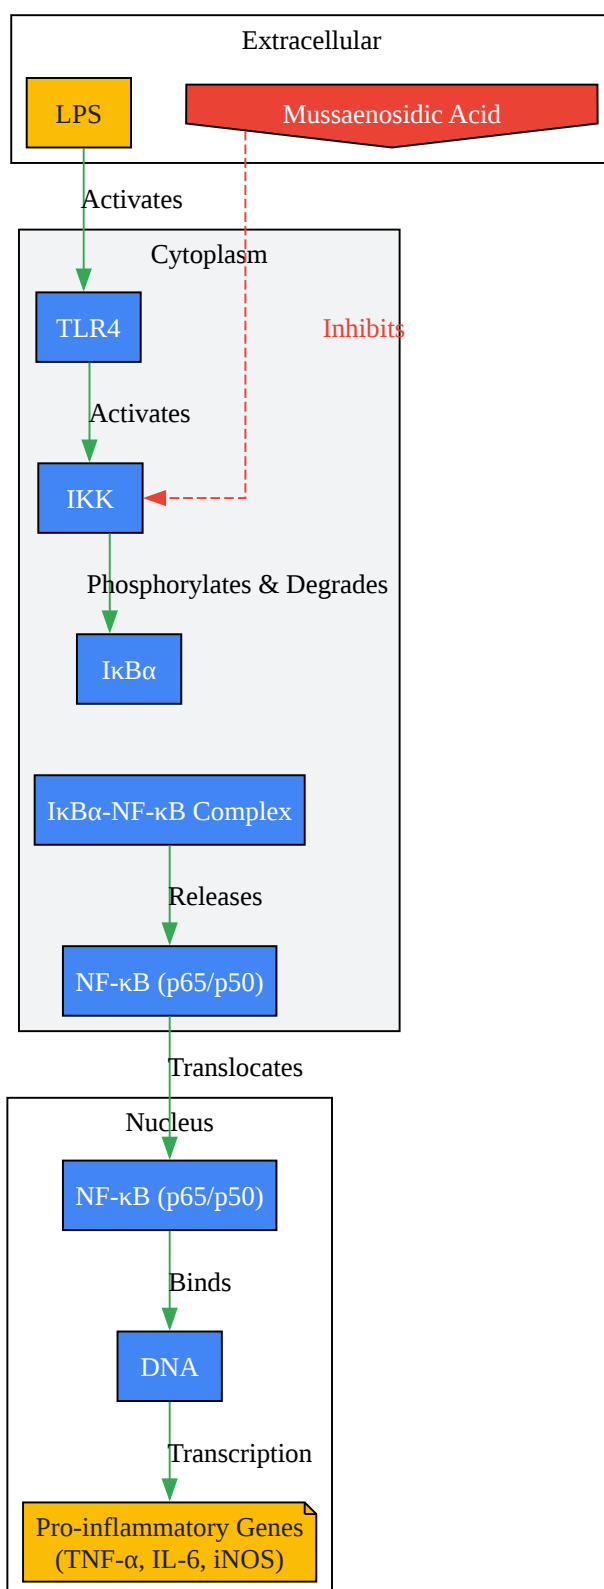 Extracellular
LPS
Mussaenosidic Acid
Activates
Cytoplasm
TLR4
Inhibits
Activates
IKK
Phosphorylates & Degrades
IκBα
IκBα-NF-κB Complex
Releases
NF-κB (p65/p50)
Translocates
Nucleus
NF-κB (p65/p50)
Binds
DNA
Transcription
Pro-inflammatory Genes
(TNF-α, IL-6, iNOS)